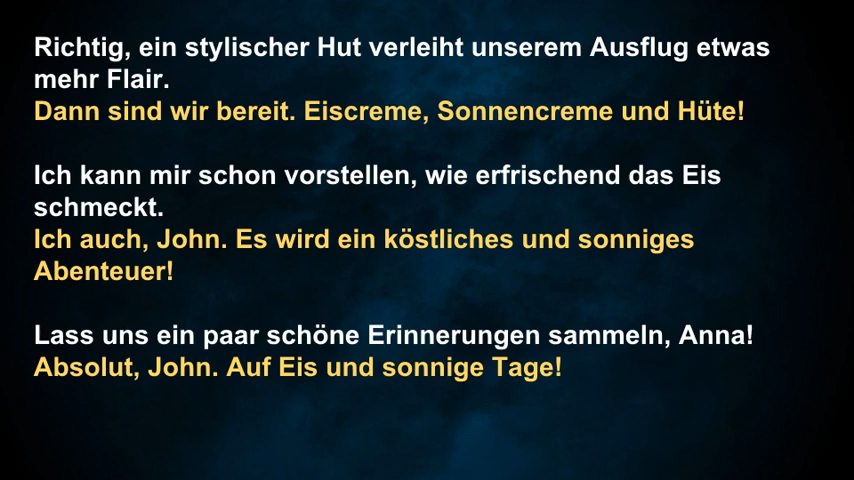 Richtig, ein stylischer Hut verleiht unserem Ausflug etwas
mehr Flair.
Dann sind wir bereit. Eiscreme, Sonnencreme und Hüte!
Ich kann mir schon vorstellen, wie erfrischend das Eis
schmeckt.
Ich auch, John. Es wird ein köstliches und sonniges
Abenteuer!
Lass uns ein paar schöne Erinnerungen sammeln, Anna!
Absolut, John. Auf Eis und sonnige Tage!